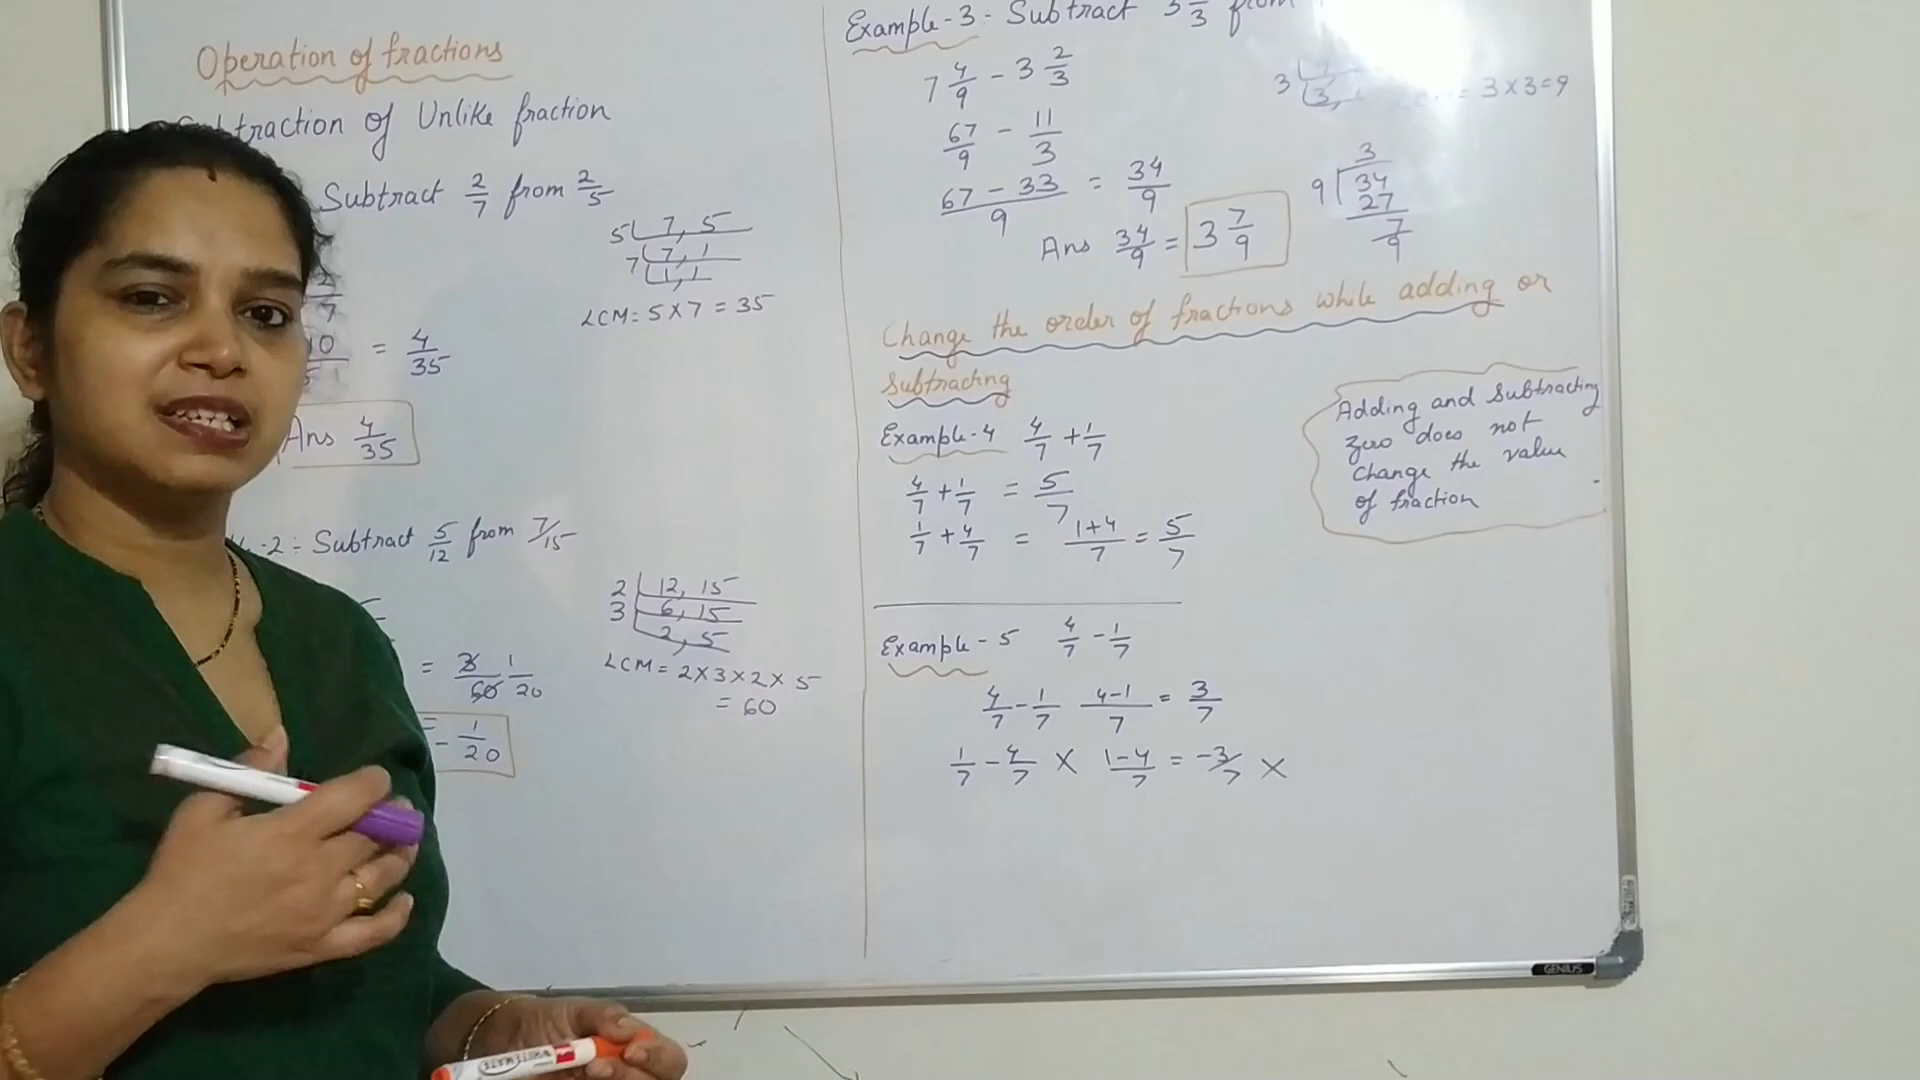 Operation of fractions
Subtraction of Unlike fraction
Subtract 2/7 from 2/5
5 | 7, 5
7 | 7, 1
1, 1
LCM = 5 × 7 = 35
2/7
10 = 4/35
Ans 4/35
-2 = Subtract 5/12 from 7/15
2 | 12, 15
3 | 6, 15
2, 5
LCM = 2 × 3 × 2 × 5
= 60
= 3/60 1/20
= -1/20
Example-3 = Subtract 3 2/3 from
7 4/9 - 3 2/3
3
3,
= 3 × 3 = 9
67/9 - 11/3
67 - 33 / 9 = 34/9
Ans 34/9 = 3 7/9
3
9 | 34
27
7
9
Change the order of fractions while adding or
Subtracting
Example-4 4/7 + 1/7
4/7 + 1/7 = 5/7
1/7 + 4/7 = 1+4/7 = 5/7
Adding and Subtracting
zero does not
change the value
of fraction
Example-5 4/7 - 1/7
4/7 - 1/7 4-1/7 = 3/7
1/7 - 4/7 × 1-4/7 = -3/7 ×
GENIUS
WHITEMATE